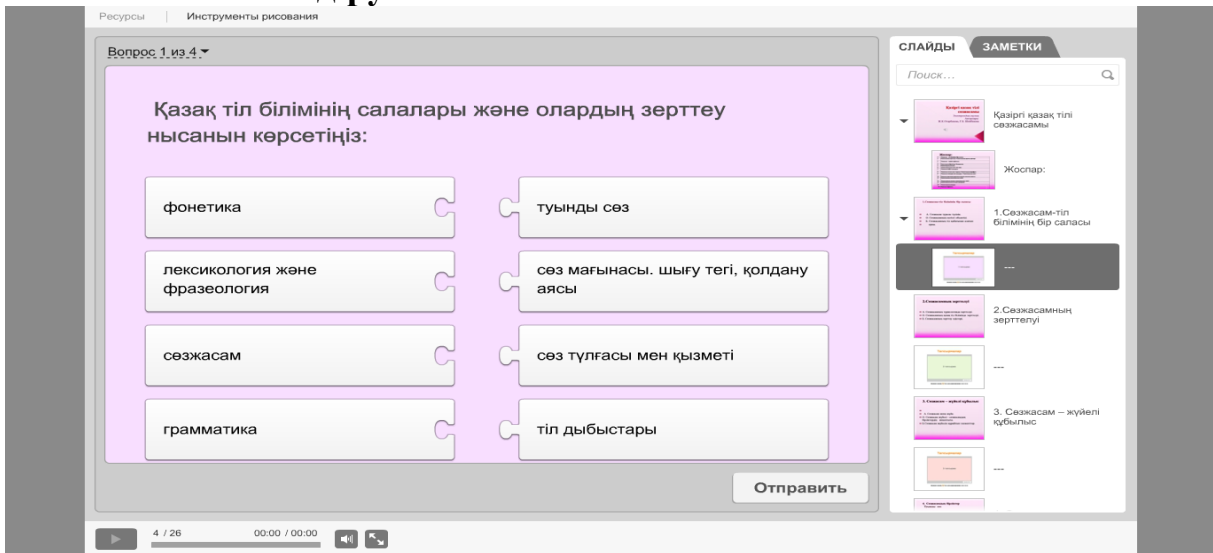 Ресурсы
Инструменты рисования
Вопрос 1 из 4
Қазақ тіл білімінің салалары және олардың зерттеу
нысанын көрсетіңіз:
фонетика
туынды сөз
лексикология және
фразеология
сөз мағынасы. шығу тегі, қолдану
аясы
сөзжасам
сөз тұлғасы мен қызметі
грамматика
тіл дыбыстары
Отправить
4 / 26
00:00 / 00:00
СЛАЙДЫ
ЗАМЕТКИ
Поиск...
Қазіргі қазақ тілі
сөзжасамы
Жоспар:
1.Сөзжасам-тіл
білімінің бір саласы
---
2.Сөзжасамның
зерттелуі
---
3. Сөзжасам – жүйелі
құбылыс
---